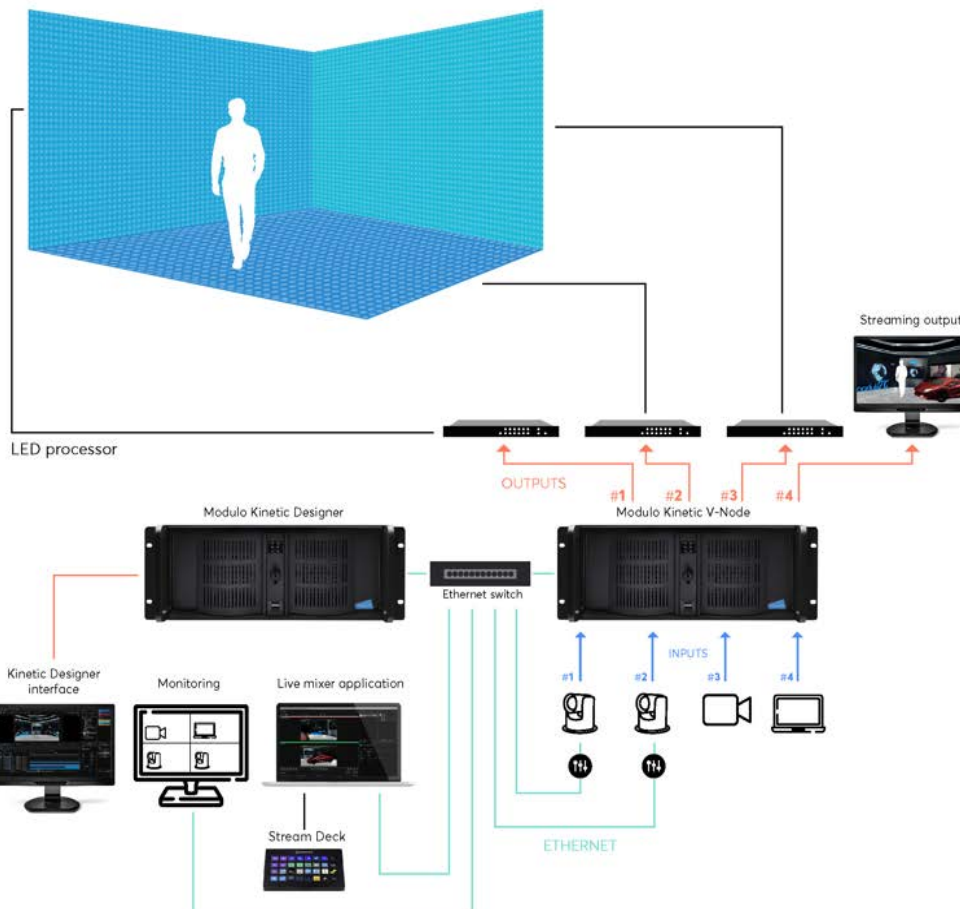 Streaming output
LED processor
OUTPUTS
#1
#2
#3
#4
Modulo Kinetic Designer
Modulo Kinetic V-Node
Ethernet switch
INPUTS
#1
#2
#3
#4
Kinetic Designer
interface
Monitoring
Live mixer application
Stream Deck
ETHERNET